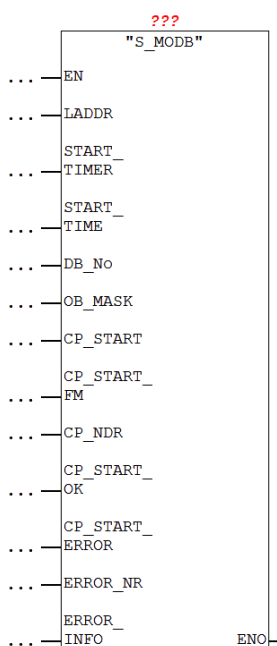 ???
"S_MODB"
... EN
... LADDR
START_
... TIMER
START_
... TIME
... DB_No
... OB_MASK
... CP_START
CP_START_
... FM
... CP_NDR
CP_START_
... OK
CP_START_
... ERROR
... ERROR_NR
ERROR_
... INFO ENO